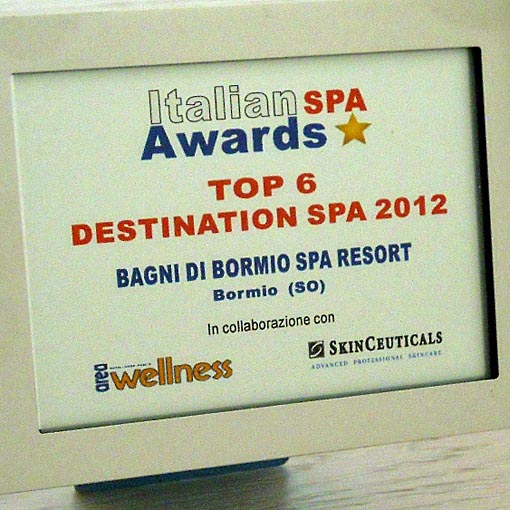 Italian SPA
Awards
TOP 6
DESTINATION SPA 2012
BAGNI DI BORMIO SPA RESORT
Bormio (SO)
In collaborazione con
area wellness
SKINCEUTICALS
ADVANCED PROFESSIONAL SKINCARE